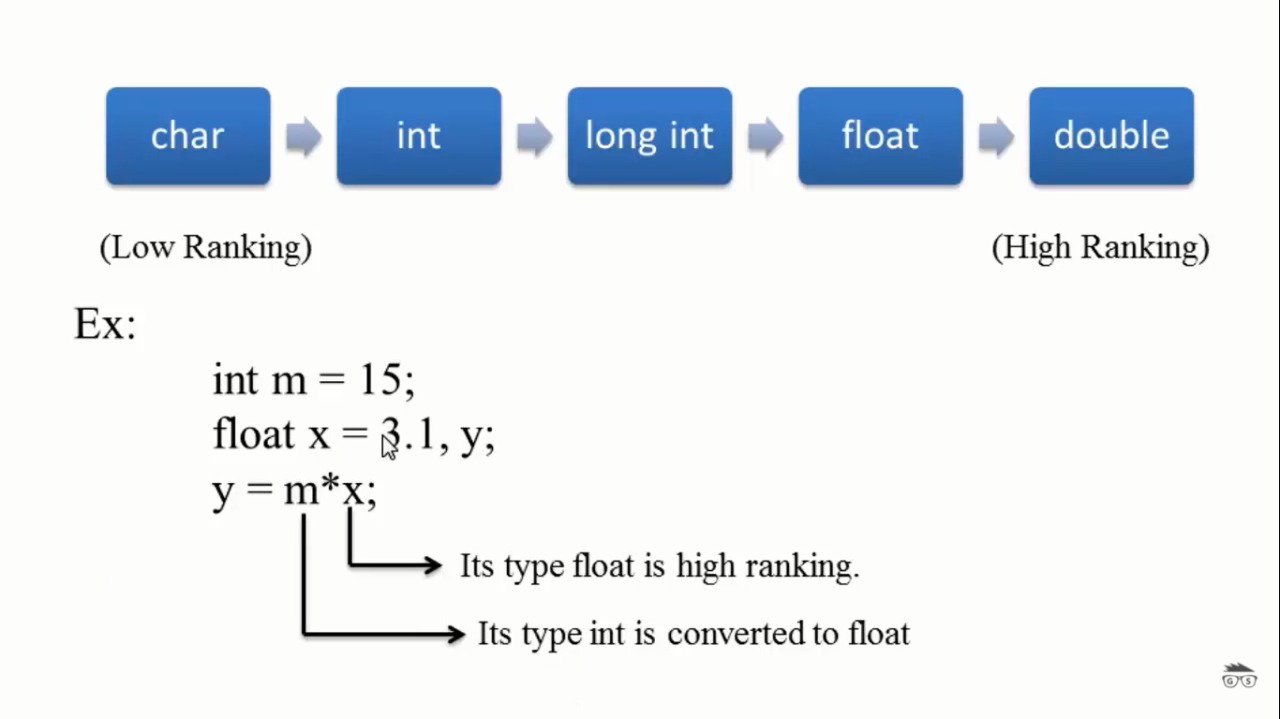 char int long int float double
(Low Ranking) (High Ranking)
Ex:
int m = 15;
float x = 3.1, y;
y = m*x;
Its type float is high ranking.
Its type int is converted to float
G S